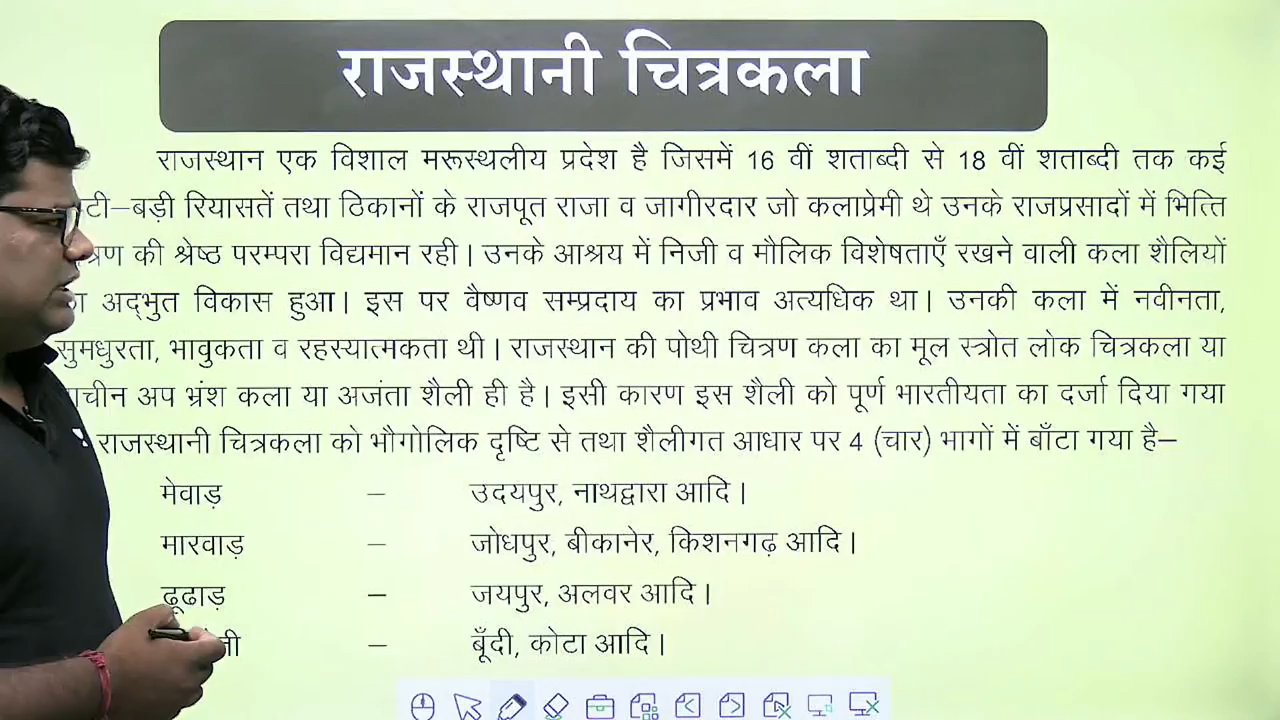 राजस्थानी चित्रकला
राजस्थान एक विशाल मरूस्थलीय प्रदेश है जिसमें 16 वीं शताब्दी से 18 वीं शताब्दी तक कई
–बड़ी रियासतें तथा ठिकानों के राजपूत राजा व जागीरदार जो कलाप्रेमी थे उनके राजप्रसादों में भित्ति
की श्रेष्ठ परम्परा विद्यमान रही। उनके आश्रय में निजी व मौलिक विशेषताएँ रखने वाली कला शैलियों
अद्भुत विकास हुआ। इस पर वैष्णव सम्प्रदाय का प्रभाव अत्यधिक था। उनकी कला में नवीनता,
सुमधुरता, भावुकता व रहस्यात्मकता थी। राजस्थान की पोथी चित्रण कला का मूल स्त्रोत लोक चित्रकला या
अप भ्रंश कला या अजंता शैली ही है। इसी कारण इस शैली को पूर्ण भारतीयता का दर्जा दिया गया
राजस्थानी चित्रकला को भौगोलिक दृष्टि से तथा शैलीगत आधार पर 4 (चार) भागों में बाँटा गया है–
मेवाड़ – उदयपुर, नाथद्वारा आदि।
मारवाड़ – जोधपुर, बीकानेर, किशनगढ़ आदि।
ढूढाड़ – जयपुर, अलवर आदि।
– बूँदी, कोटा आदि।